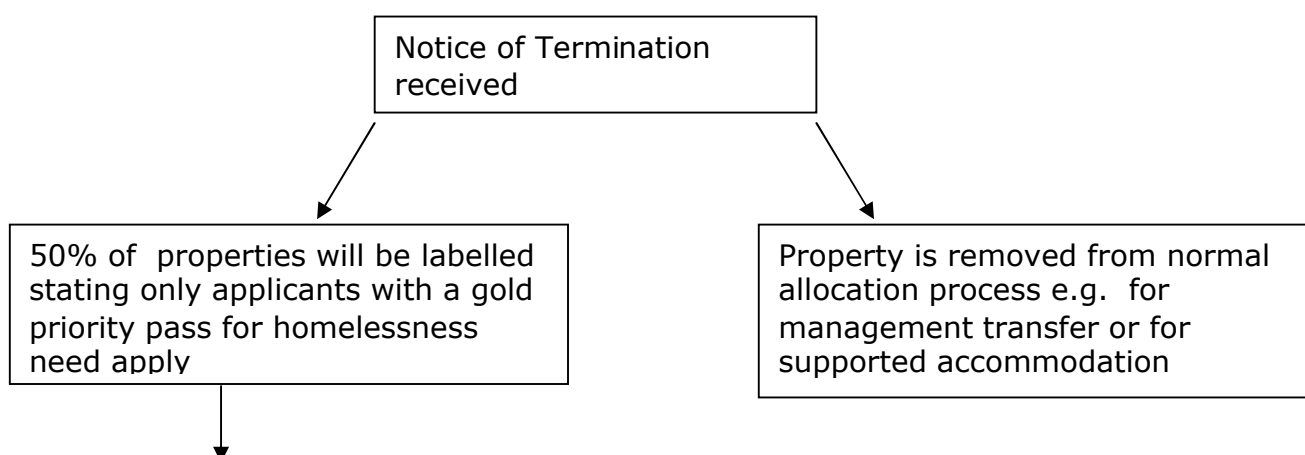 Notice of Termination
received
50% of  properties will be labelled
stating only applicants with a gold
priority pass for homelessness
need apply
Property is removed from normal
allocation process e.g.  for
management transfer or for
supported accommodation